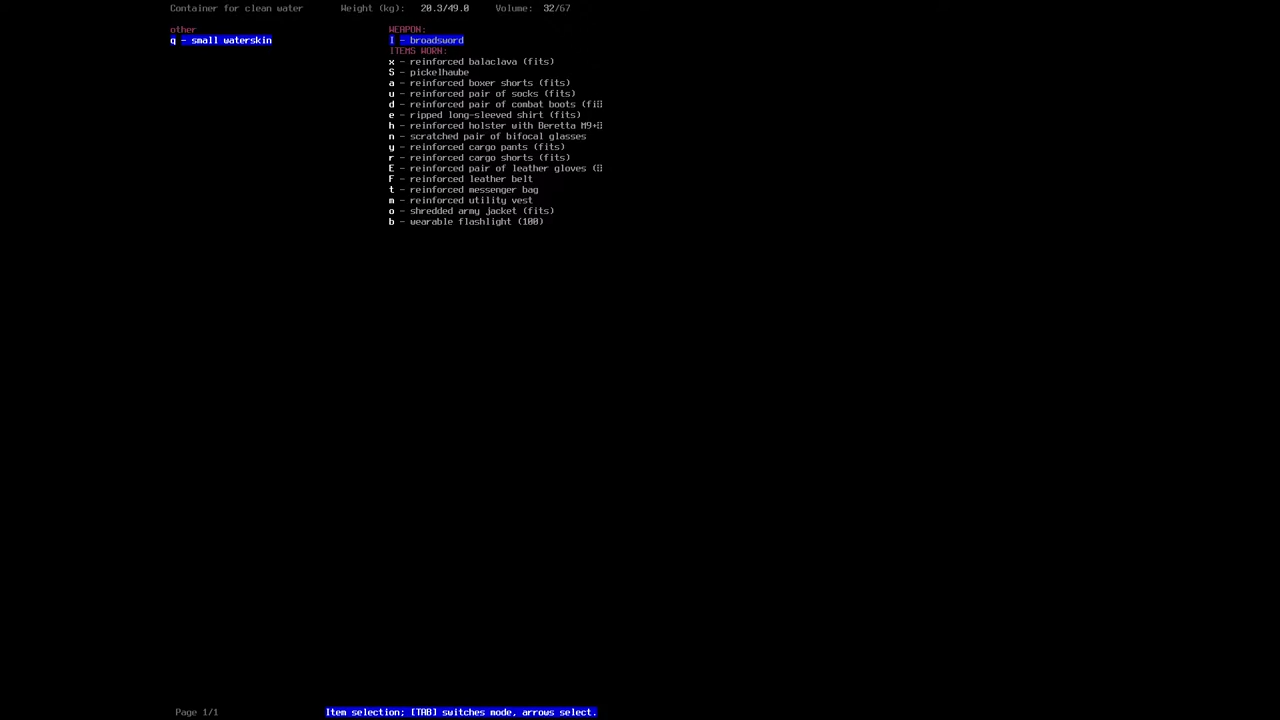 Container for clean water Weight (kg): 20.3/49.0 Volume: 32/67
other
q - small waterskin
WEAPON:
I - broadsword
ITEMS WORN:
x - reinforced balaclava (fits)
S - pickelhaube
a - reinforced boxer shorts (fits)
u - reinforced pair of socks (fits)
d - reinforced pair of combat boots (fi
e - ripped long-sleeved shirt (fits)
h - reinforced holster with Beretta M9+
n - scratched pair of bifocal glasses
y - reinforced cargo pants (fits)
r - reinforced cargo shorts (fits)
E - reinforced pair of leather gloves (
F - reinforced leather belt
t - reinforced messenger bag
m - reinforced utility vest
o - shredded army jacket (fits)
b - wearable flashlight (100)
Page 1/1 Item selection; [TAB] switches mode, arrows select.